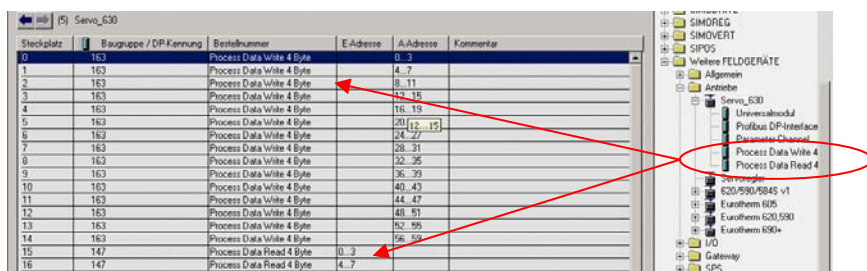 (5) Servo_630
Steckplatz Baugruppe / DP-Kennung Bestellnummer E-Adresse A-Adresse Kommentar
0 163 Process Data Write 4 Byte 0...3
1 163 Process Data Write 4 Byte 4...7
2 163 Process Data Write 4 Byte 8...11
3 163 Process Data Write 4 Byte 12...15
4 163 Process Data Write 4 Byte 16...19
5 163 Process Data Write 4 Byte 20...
12...15
6 163 Process Data Write 4 Byte 24...27
7 163 Process Data Write 4 Byte 28...31
8 163 Process Data Write 4 Byte 32...35
9 163 Process Data Write 4 Byte 36...39
10 163 Process Data Write 4 Byte 40...43
11 163 Process Data Write 4 Byte 44...47
12 163 Process Data Write 4 Byte 48...51
13 163 Process Data Write 4 Byte 52...55
14 163 Process Data Write 4 Byte 56...59
15 147 Process Data Read 4 Byte 0...3
16 147 Process Data Read 4 Byte 4...7
SIMOREG
SIMOVERT
SIPOS
Weitere FELDGERÄTE
Allgemein
Antriebe
Servo_630
Universalmodul
Profibus DP-Interface
Parameter Channel
Process Data Write 4
Process Data Read 4
Servoregler
620/590/584S v1
Eurotherm 605
Eurotherm 620,590
Eurotherm 690+
I/O
Gateway
SPS